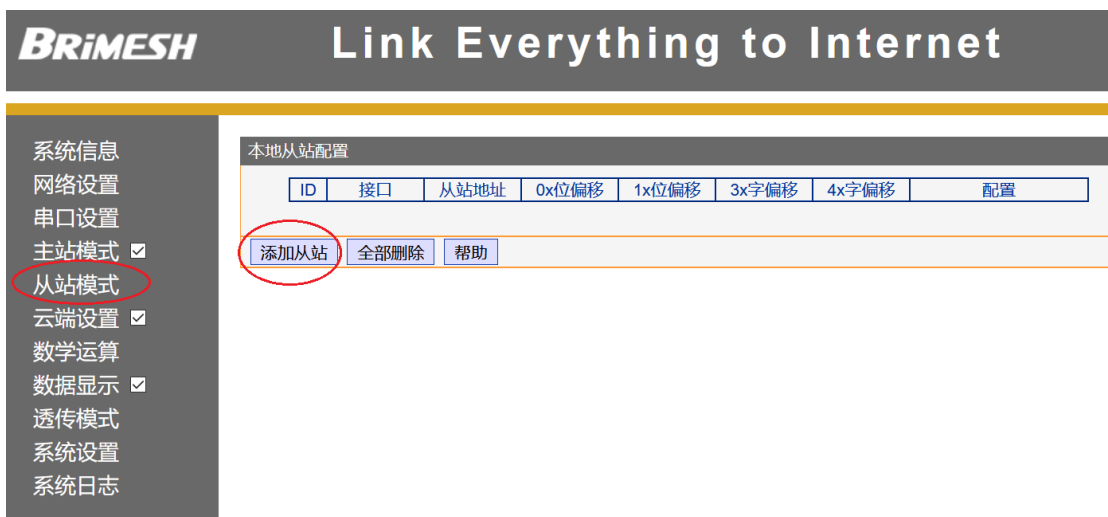 BRiMESH
Link Everything to Internet
系统信息
网络设置
串口设置
主站模式
从站模式
云端设置
数学运算
数据显示
透传模式
系统设置
系统日志
本地从站配置
ID 接口 从站地址 0x位偏移 1x位偏移 3x字偏移 4x字偏移 配置
添加从站 全部删除 帮助